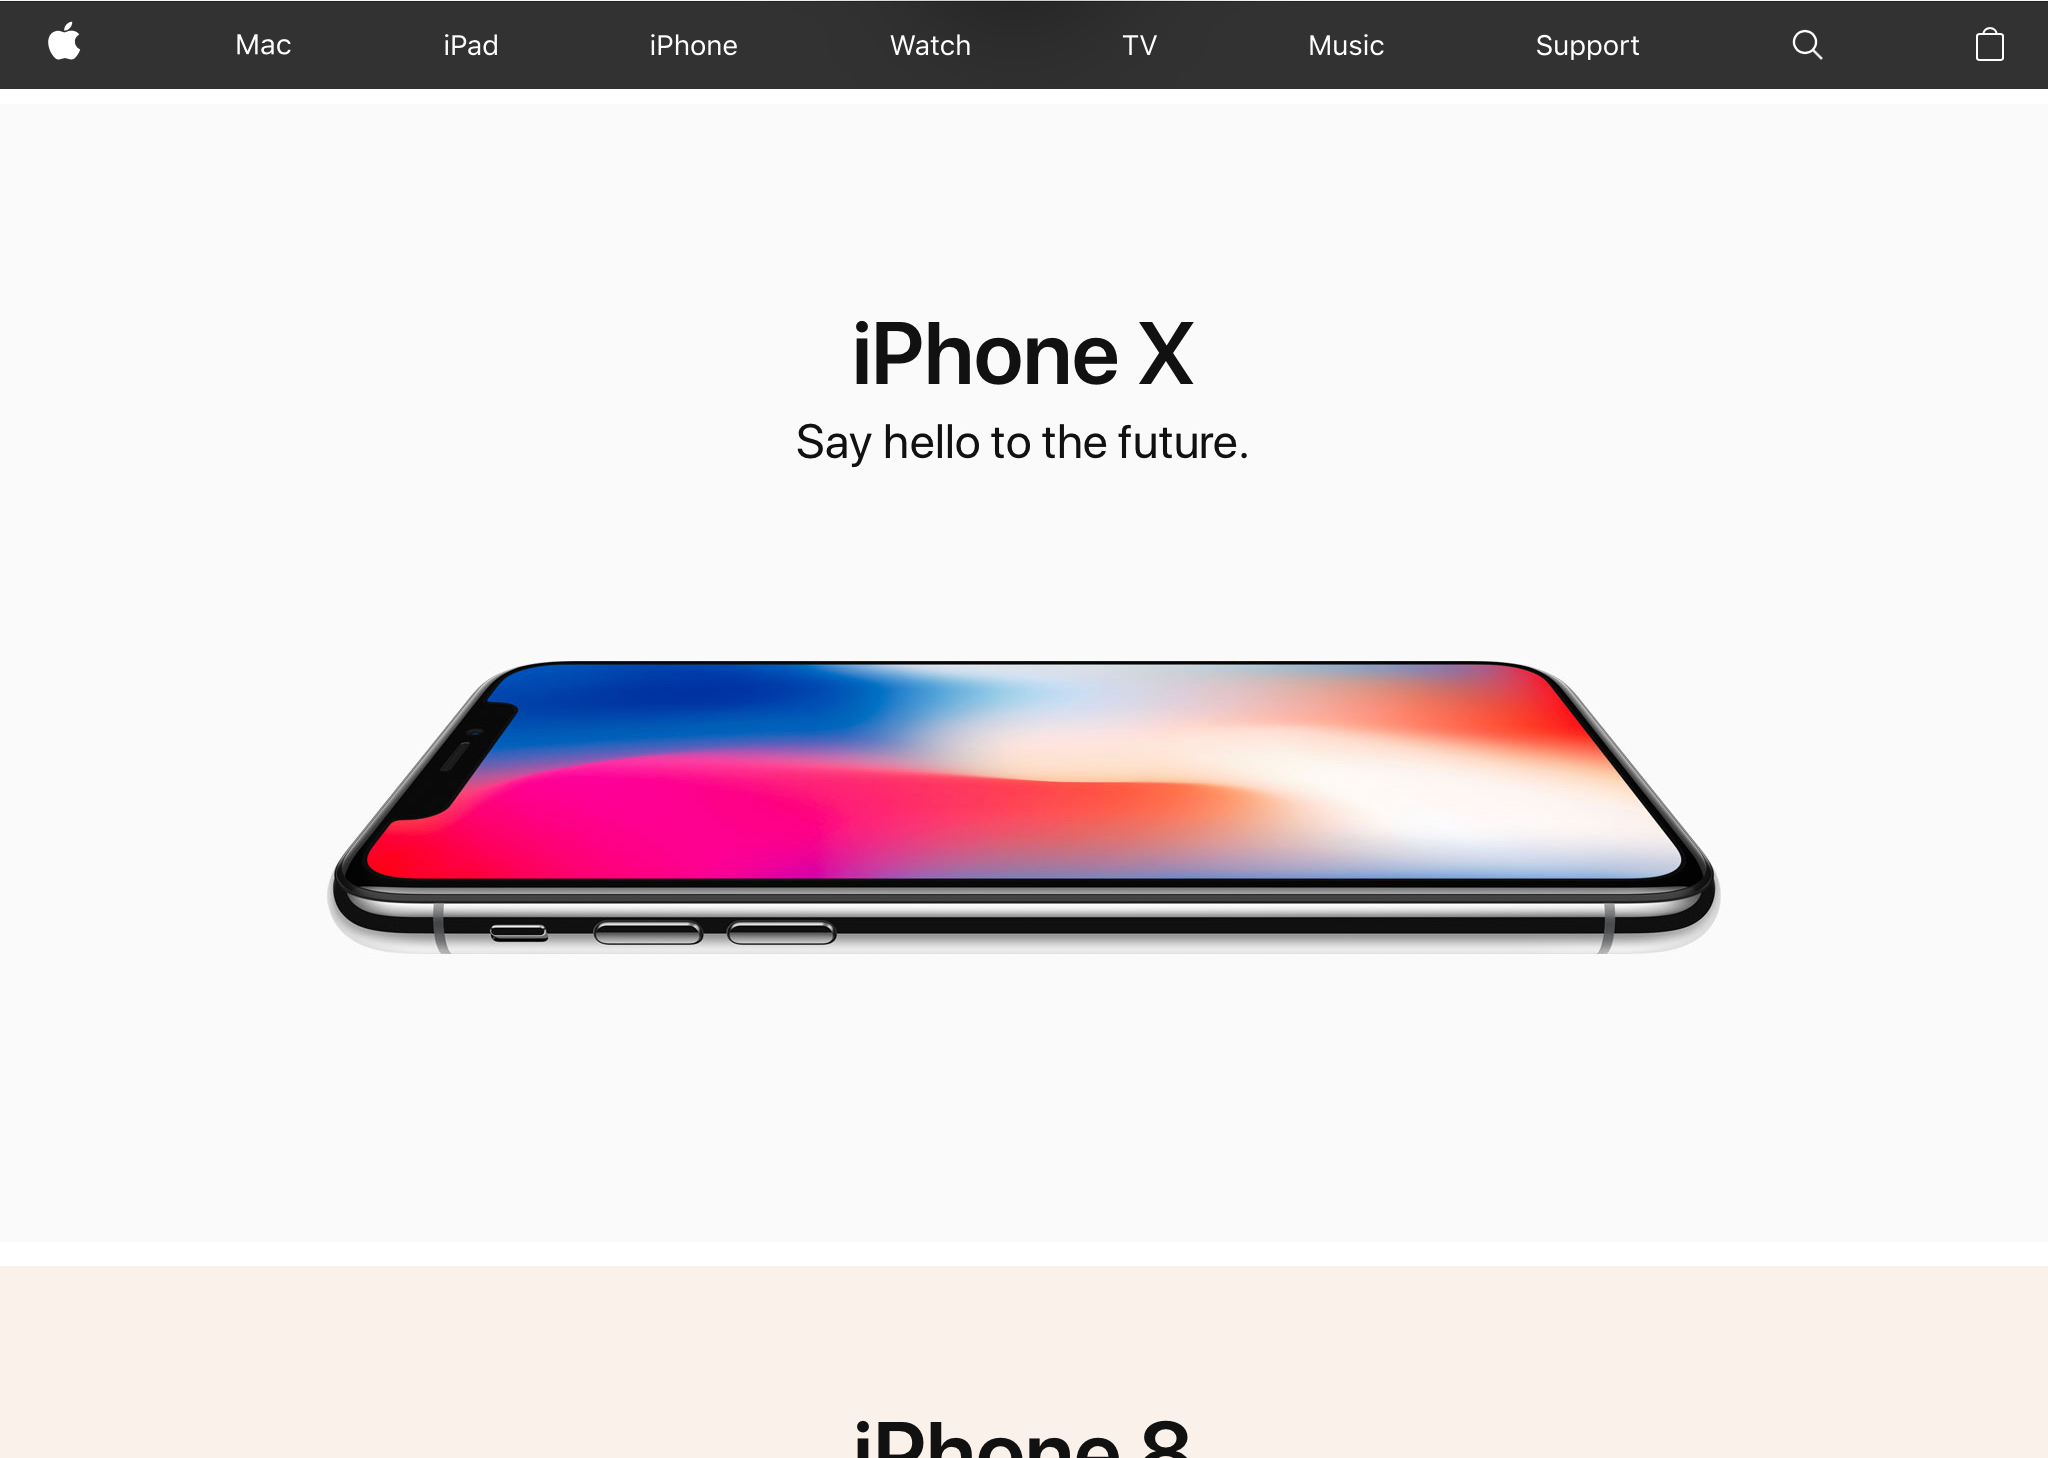 Mac iPad iPhone Watch TV Music Support
iPhone X
Say hello to the future.
iPhone 8